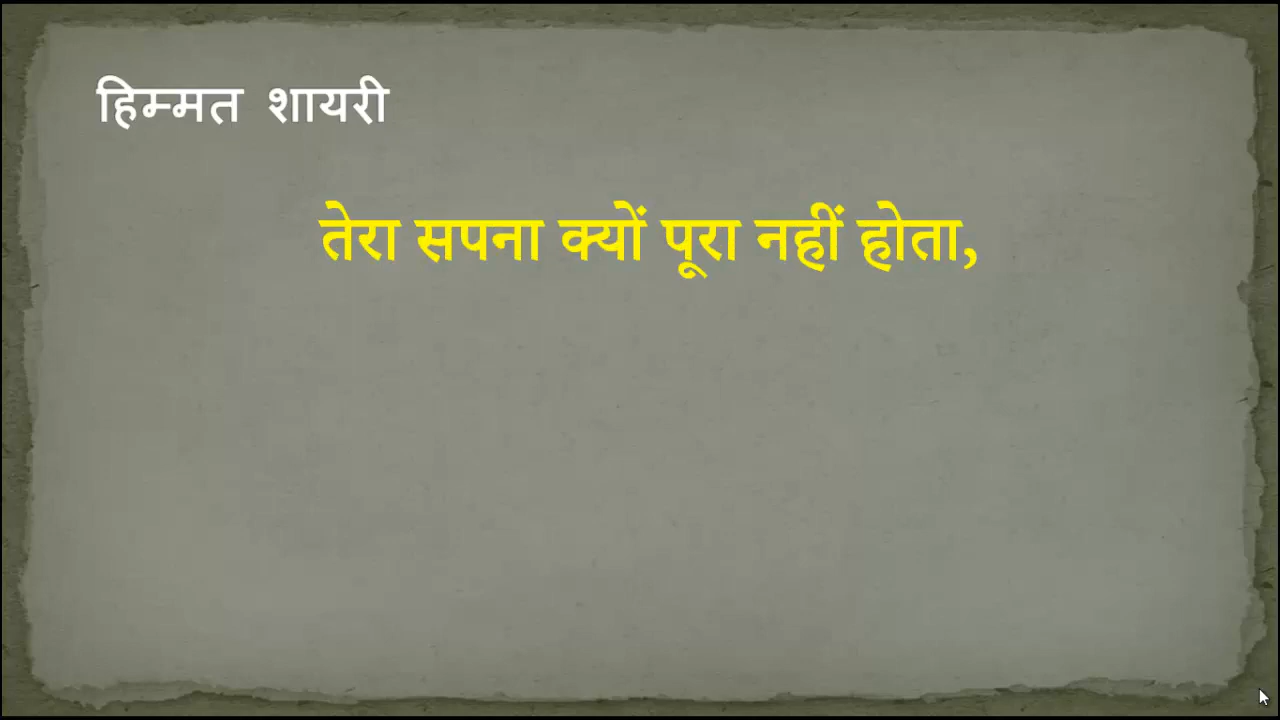 हिम्मत शायरी
तेरा सपना क्यों पूरा नहीं होता,